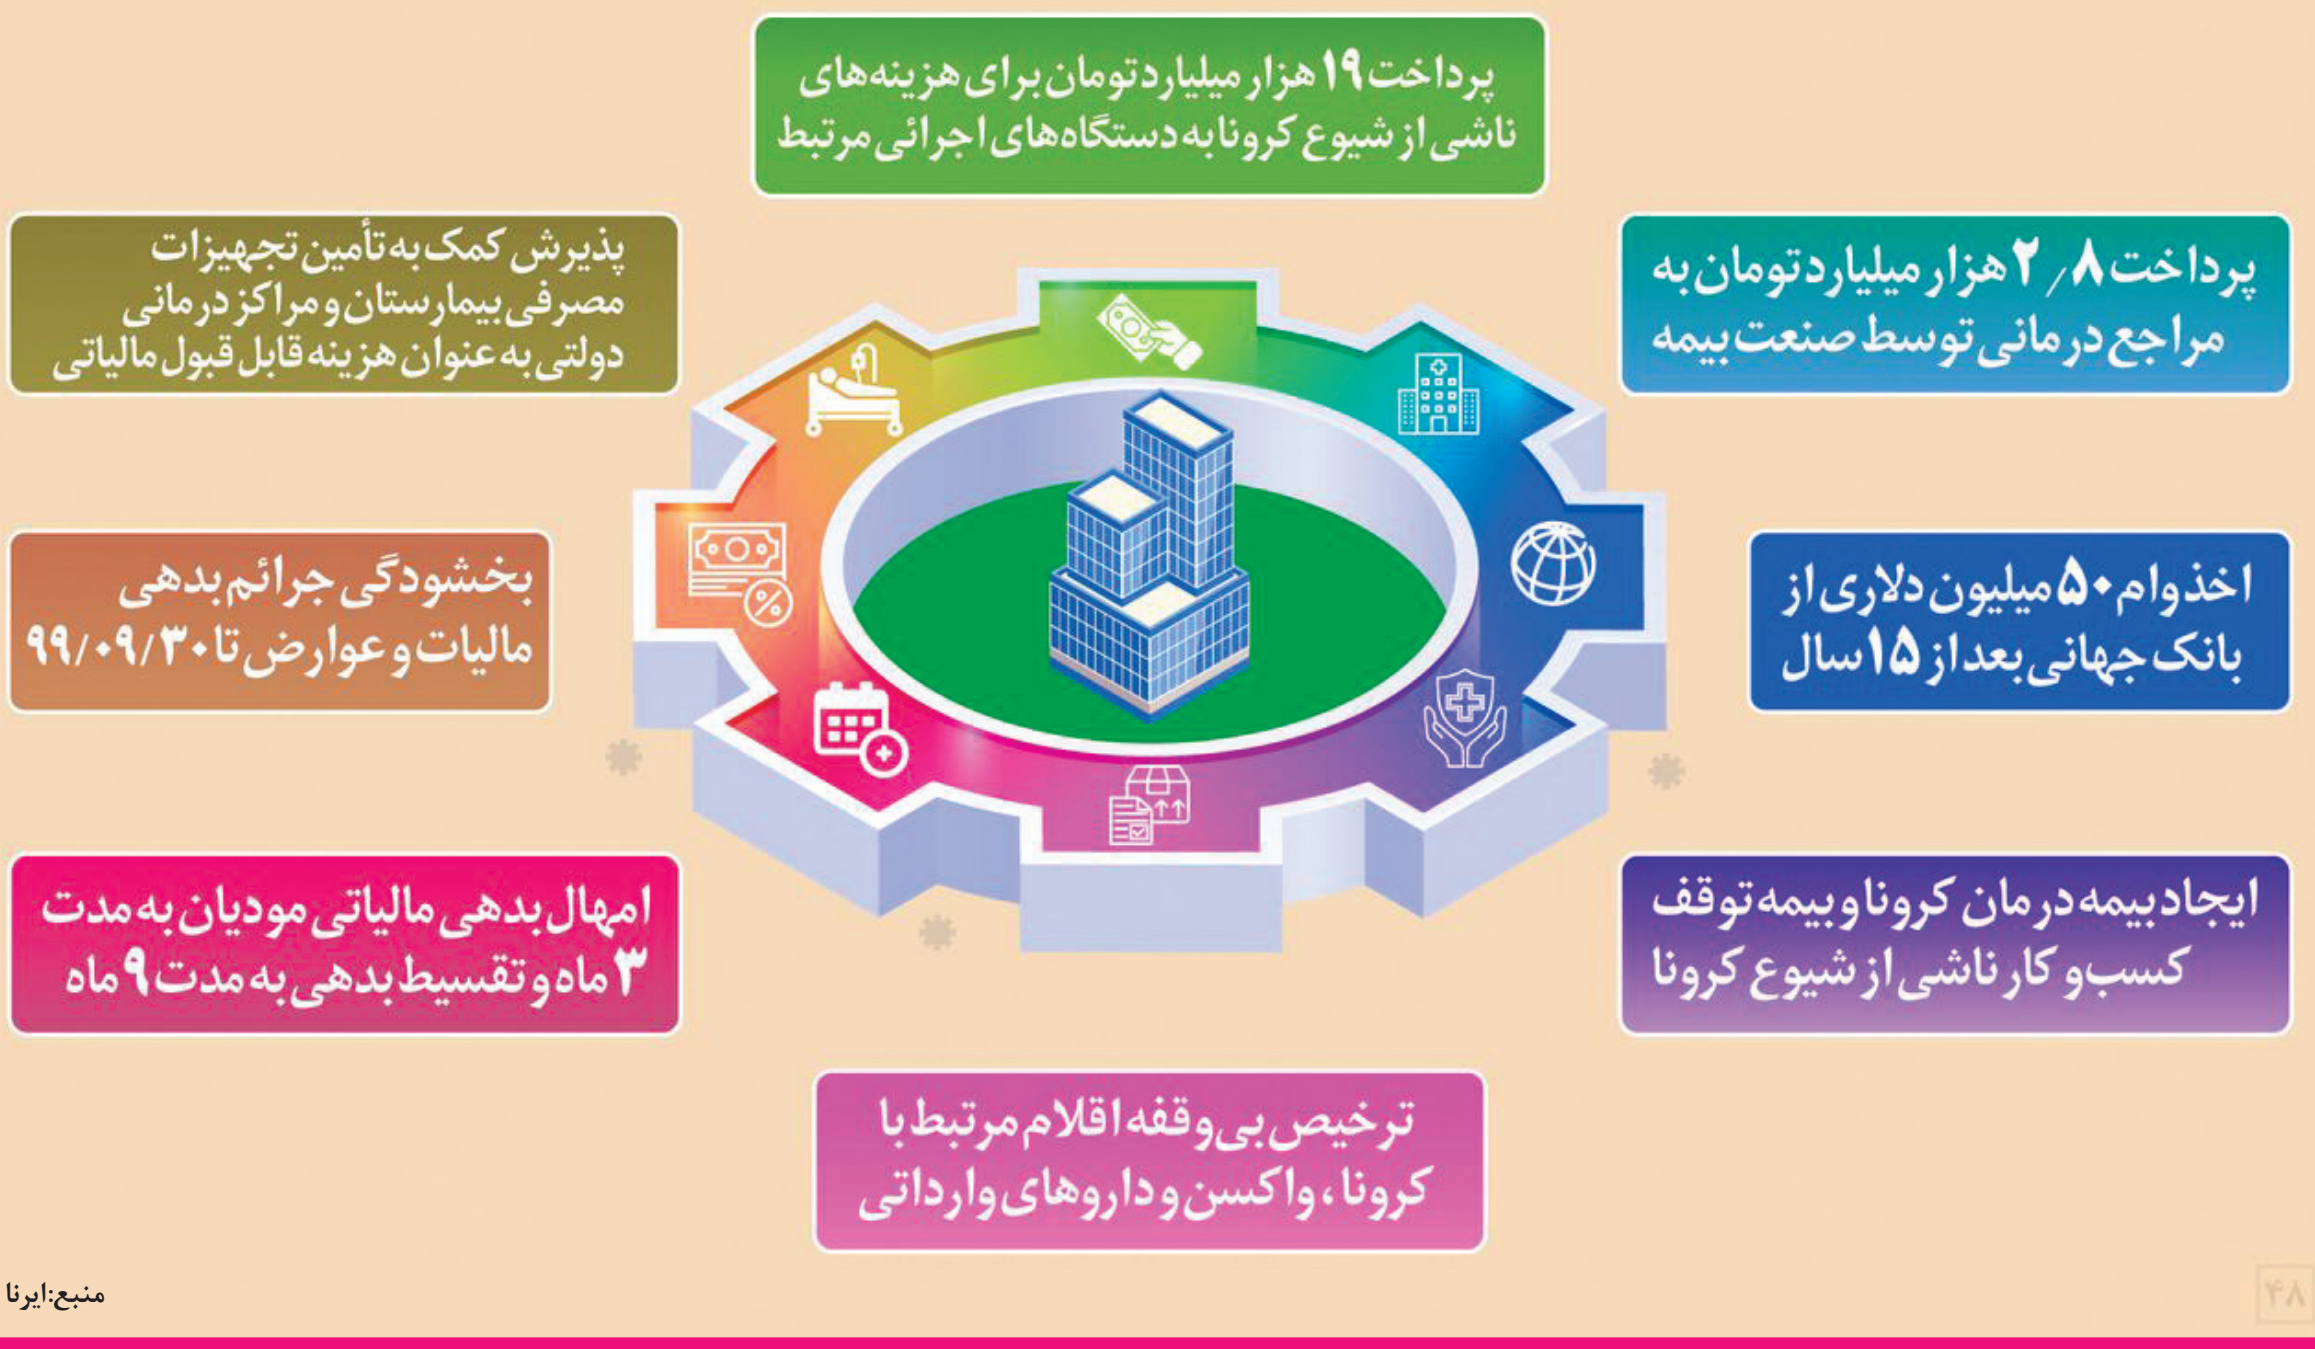 پرداخت ۱۹ هزار میلیارد تومان برای هزینه‌های
ناشی از شیوع کرونا به دستگاه‌های اجرائی مرتبط
پرداخت ۲٫۸ هزار میلیارد تومان به
مراجع درمانی توسط صنعت بیمه
اخذ وام ۵۰ میلیون دلاری از
بانک جهانی بعد از ۱۵ سال
ایجاد بیمه درمان کرونا و بیمه توقف
کسب و کار ناشی از شیوع کرونا
ترخیص بی‌وقفه اقلام مرتبط با
کرونا، واکسن و داروهای وارداتی
امهال بدهی مالیاتی مودیان به مدت
۳ ماه و تقسیط بدهی به مدت ۹ ماه
بخشودگی جرائم بدهی
مالیات و عوارض تا ۹۹/۰۹/۳۰
پذیرش کمک به تأمین تجهیزات
مصرفی بیمارستان و مراکز درمانی
دولتی به عنوان هزینه قابل قبول مالیاتی
منبع:ایرنا
۴۸